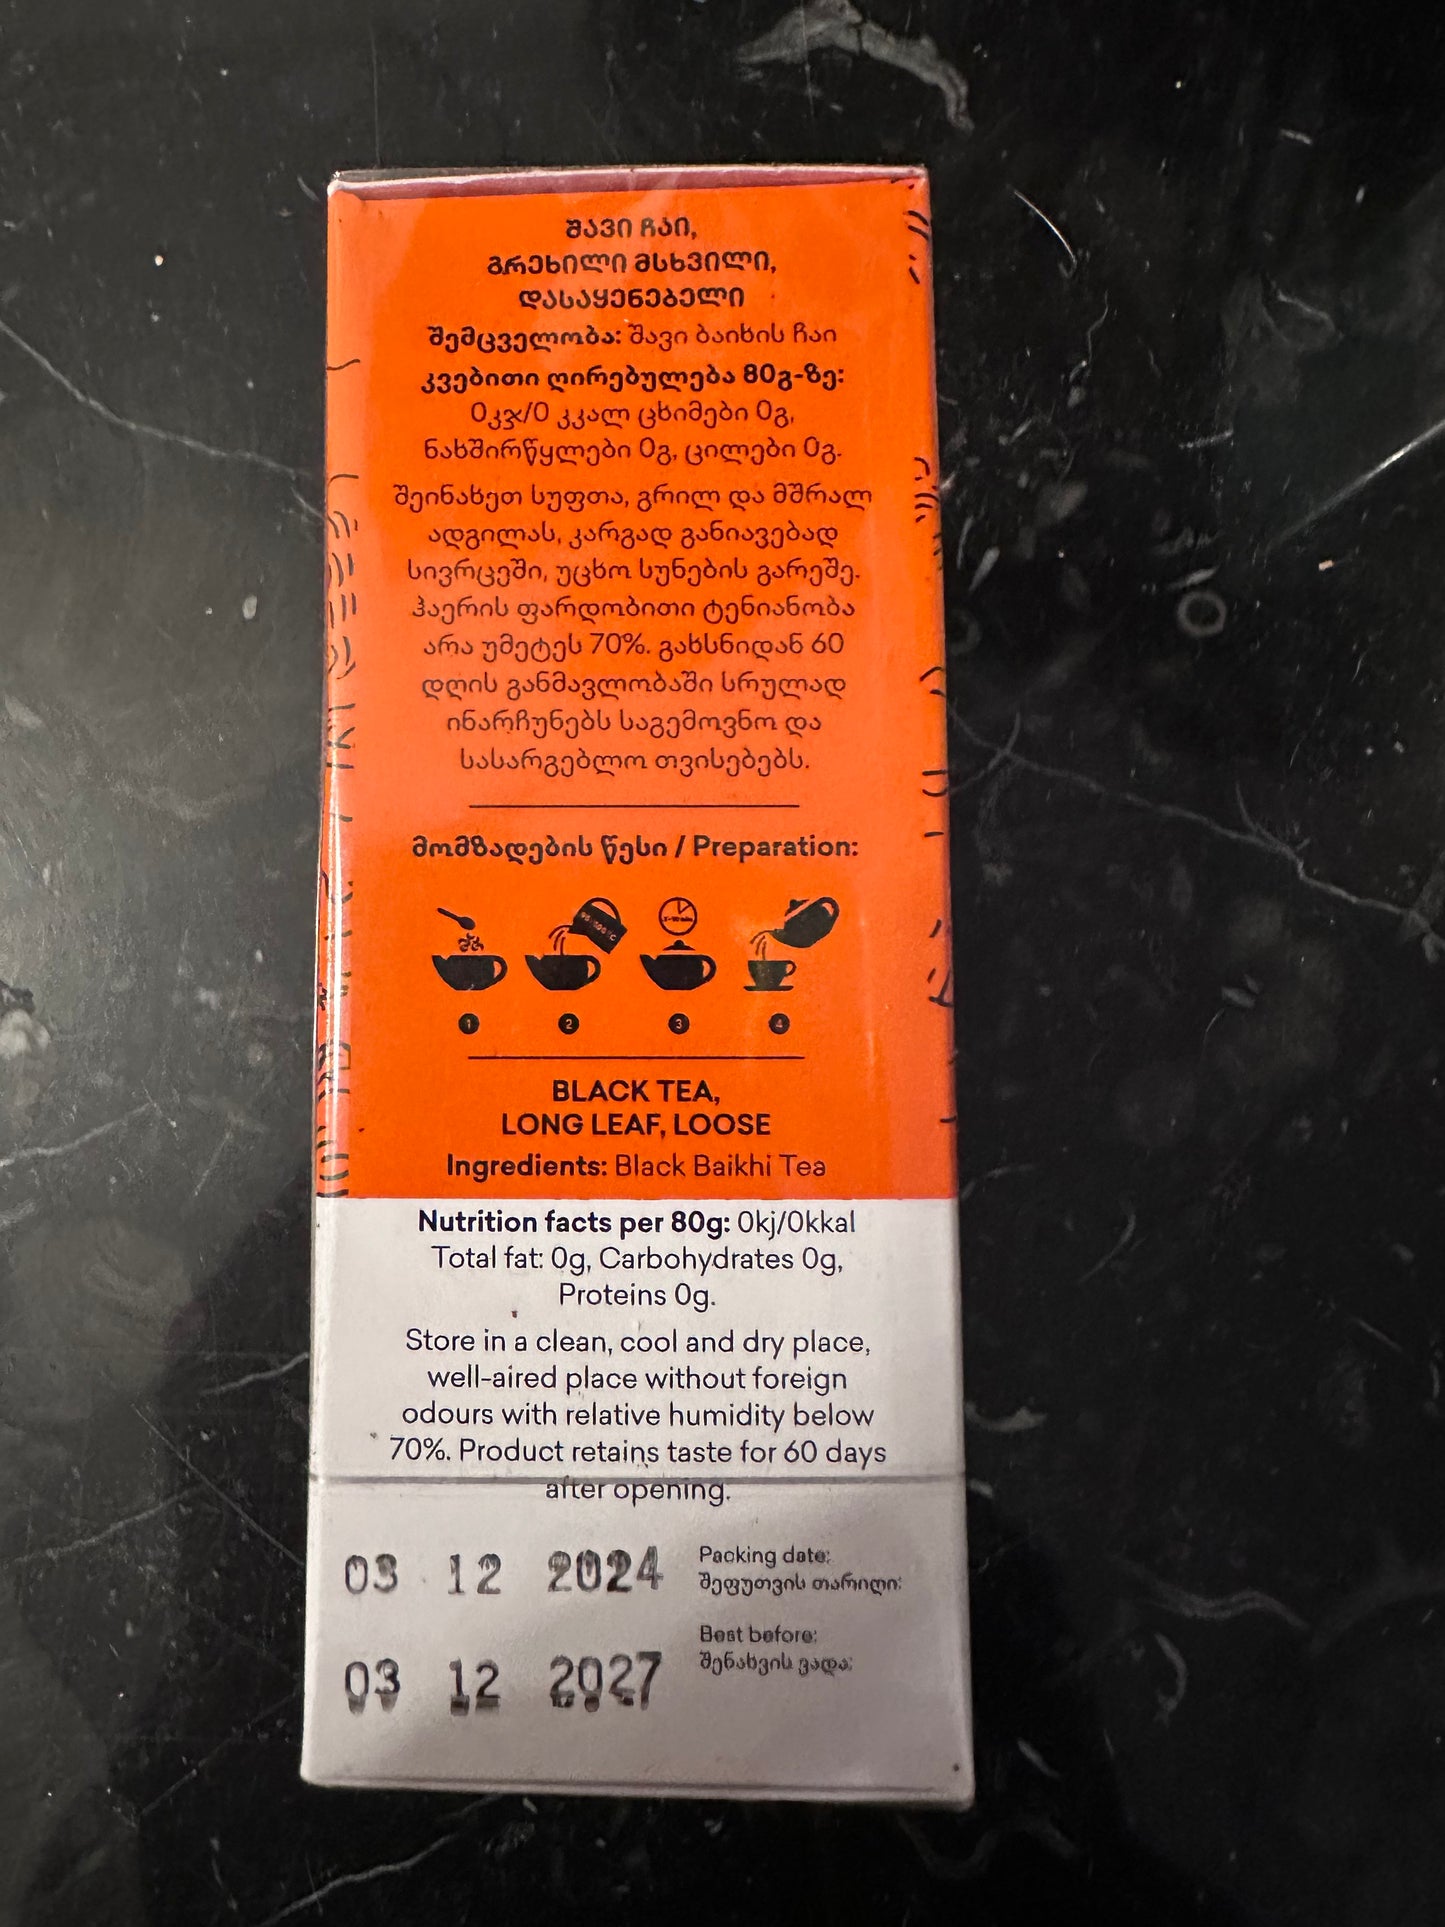 შავი ჩაი,
გრეხილი მსხვილი,
დასაყენებელი
შემცველობა: შავი ბაიხის ჩაი
კვებითი ღირებულება 80გ-ზე:
0კჯ/0 კკალ ცხიმები 0გ,
ნახშირწყლები 0გ, ცილები 0გ.
შეინახეთ სუფთა, გრილ და მშრალ
ადგილას, კარგად განიავებად
სივრცეში, უცხო სუნების გარეშე.
ჰაერის ფარდობითი ტენიანობა
არა უმეტეს 70%. გახსნიდან 60
დღის განმავლობაში სრულად
ინარჩუნებს საგემოვნო და
სასარგებლო თვისებებს.
მომზადების წესი / Preparation:
1 2 3 4
BLACK TEA,
LONG LEAF, LOOSE
Ingredients: Black Baikhi Tea
Nutrition facts per 80g: 0kj/0kkal
Total fat: 0g, Carbohydrates 0g,
Proteins 0g.
Store in a clean, cool and dry place,
well-aired place without foreign
odours with relative humidity below
70%. Product retains taste for 60 days
after opening.
03 12 2024
Packing date:
შეფუთვის თარიღი:
03 12 2027
Best before:
შენახვის ვადა: